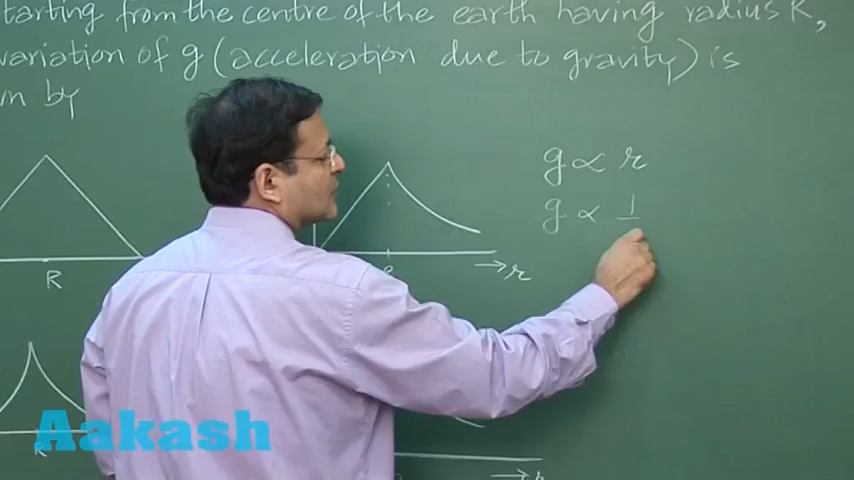 tarting from the centre of the earth having radius R,
variation of g (acceleration due to gravity) is
n by
g ∝ r
g ∝ 1
R
→ r
R
Aakash